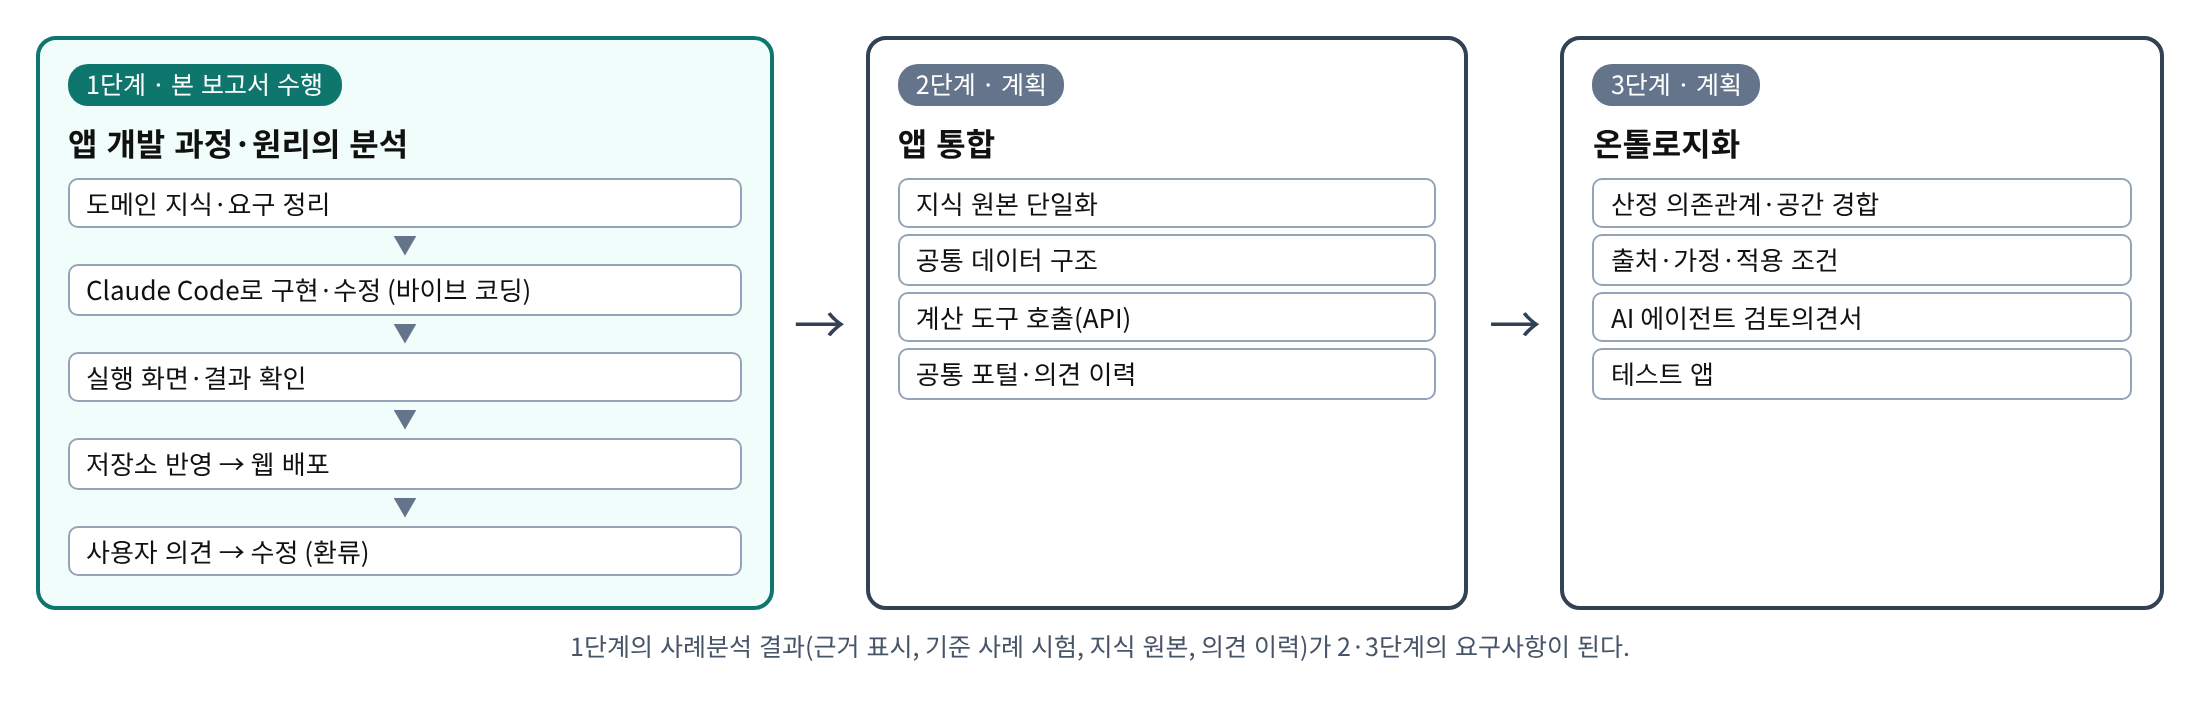 1단계 · 본 보고서 수행
앱 개발 과정·원리의 분석
도메인 지식·요구 정리
Claude Code로 구현·수정 (바이브 코딩)
실행 화면·결과 확인
저장소 반영 → 웹 배포
사용자 의견 → 수정 (환류)
2단계 · 계획
앱 통합
지식 원본 단일화
공통 데이터 구조
계산 도구 호출(API)
공통 포털·의견 이력
3단계 · 계획
온톨로지화
산정 의존관계·공간 경합
출처·가정·적용 조건
AI 에이전트 검토의견서
테스트 앱
1단계의 사례분석 결과(근거 표시, 기준 사례 시험, 지식 원본, 의견 이력)가 2·3단계의 요구사항이 된다.